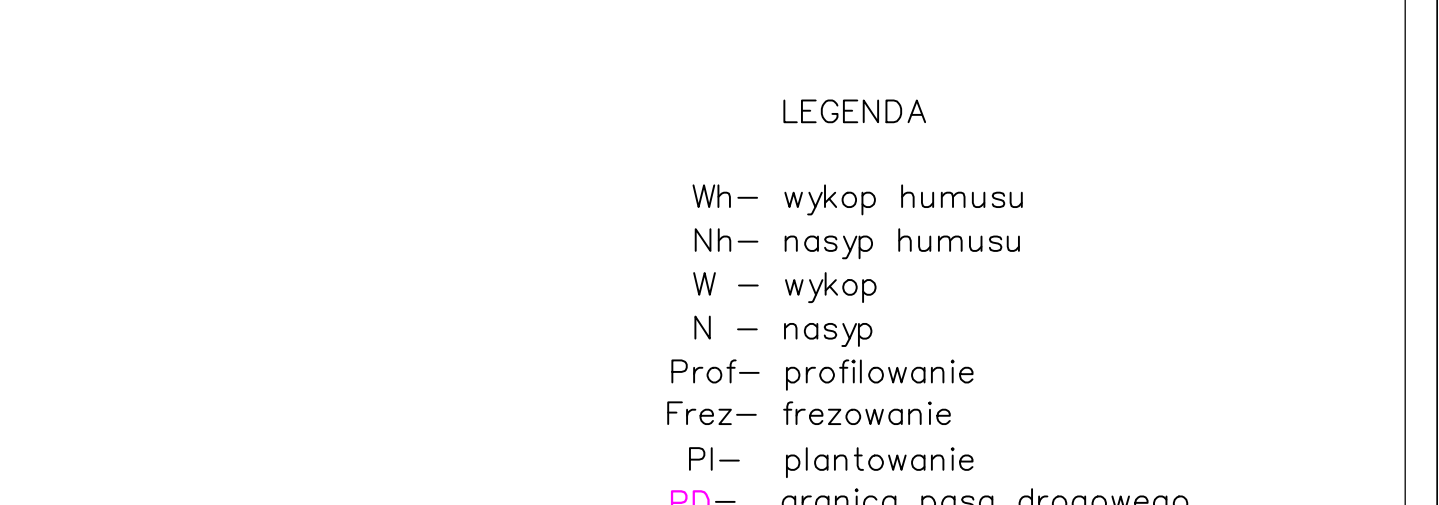 LEGENDA
Wh- wykop humusu
Nh- nasyp humusu
W - wykop
N - nasyp
Prof- profilowanie
Frez- frezowanie
Pl- plantowanie
PD- granica pasa drogowego